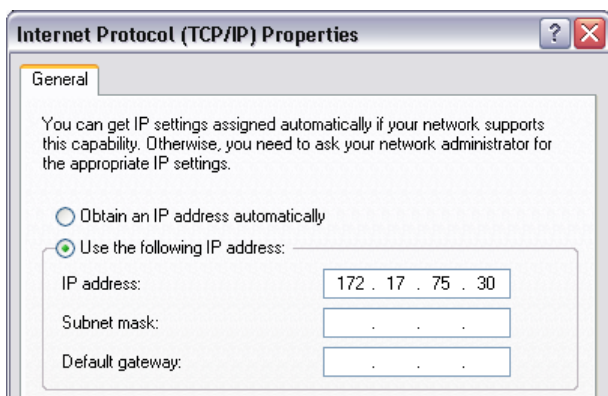 Internet Protocol (TCP/IP) Properties
General
You can get IP settings assigned automatically if your network supports
this capability. Otherwise, you need to ask your network administrator for
the appropriate IP settings.
Obtain an IP address automatically
Use the following IP address:
IP address: 172 . 17 . 75 . 30
Subnet mask: . . .
Default gateway: . . .